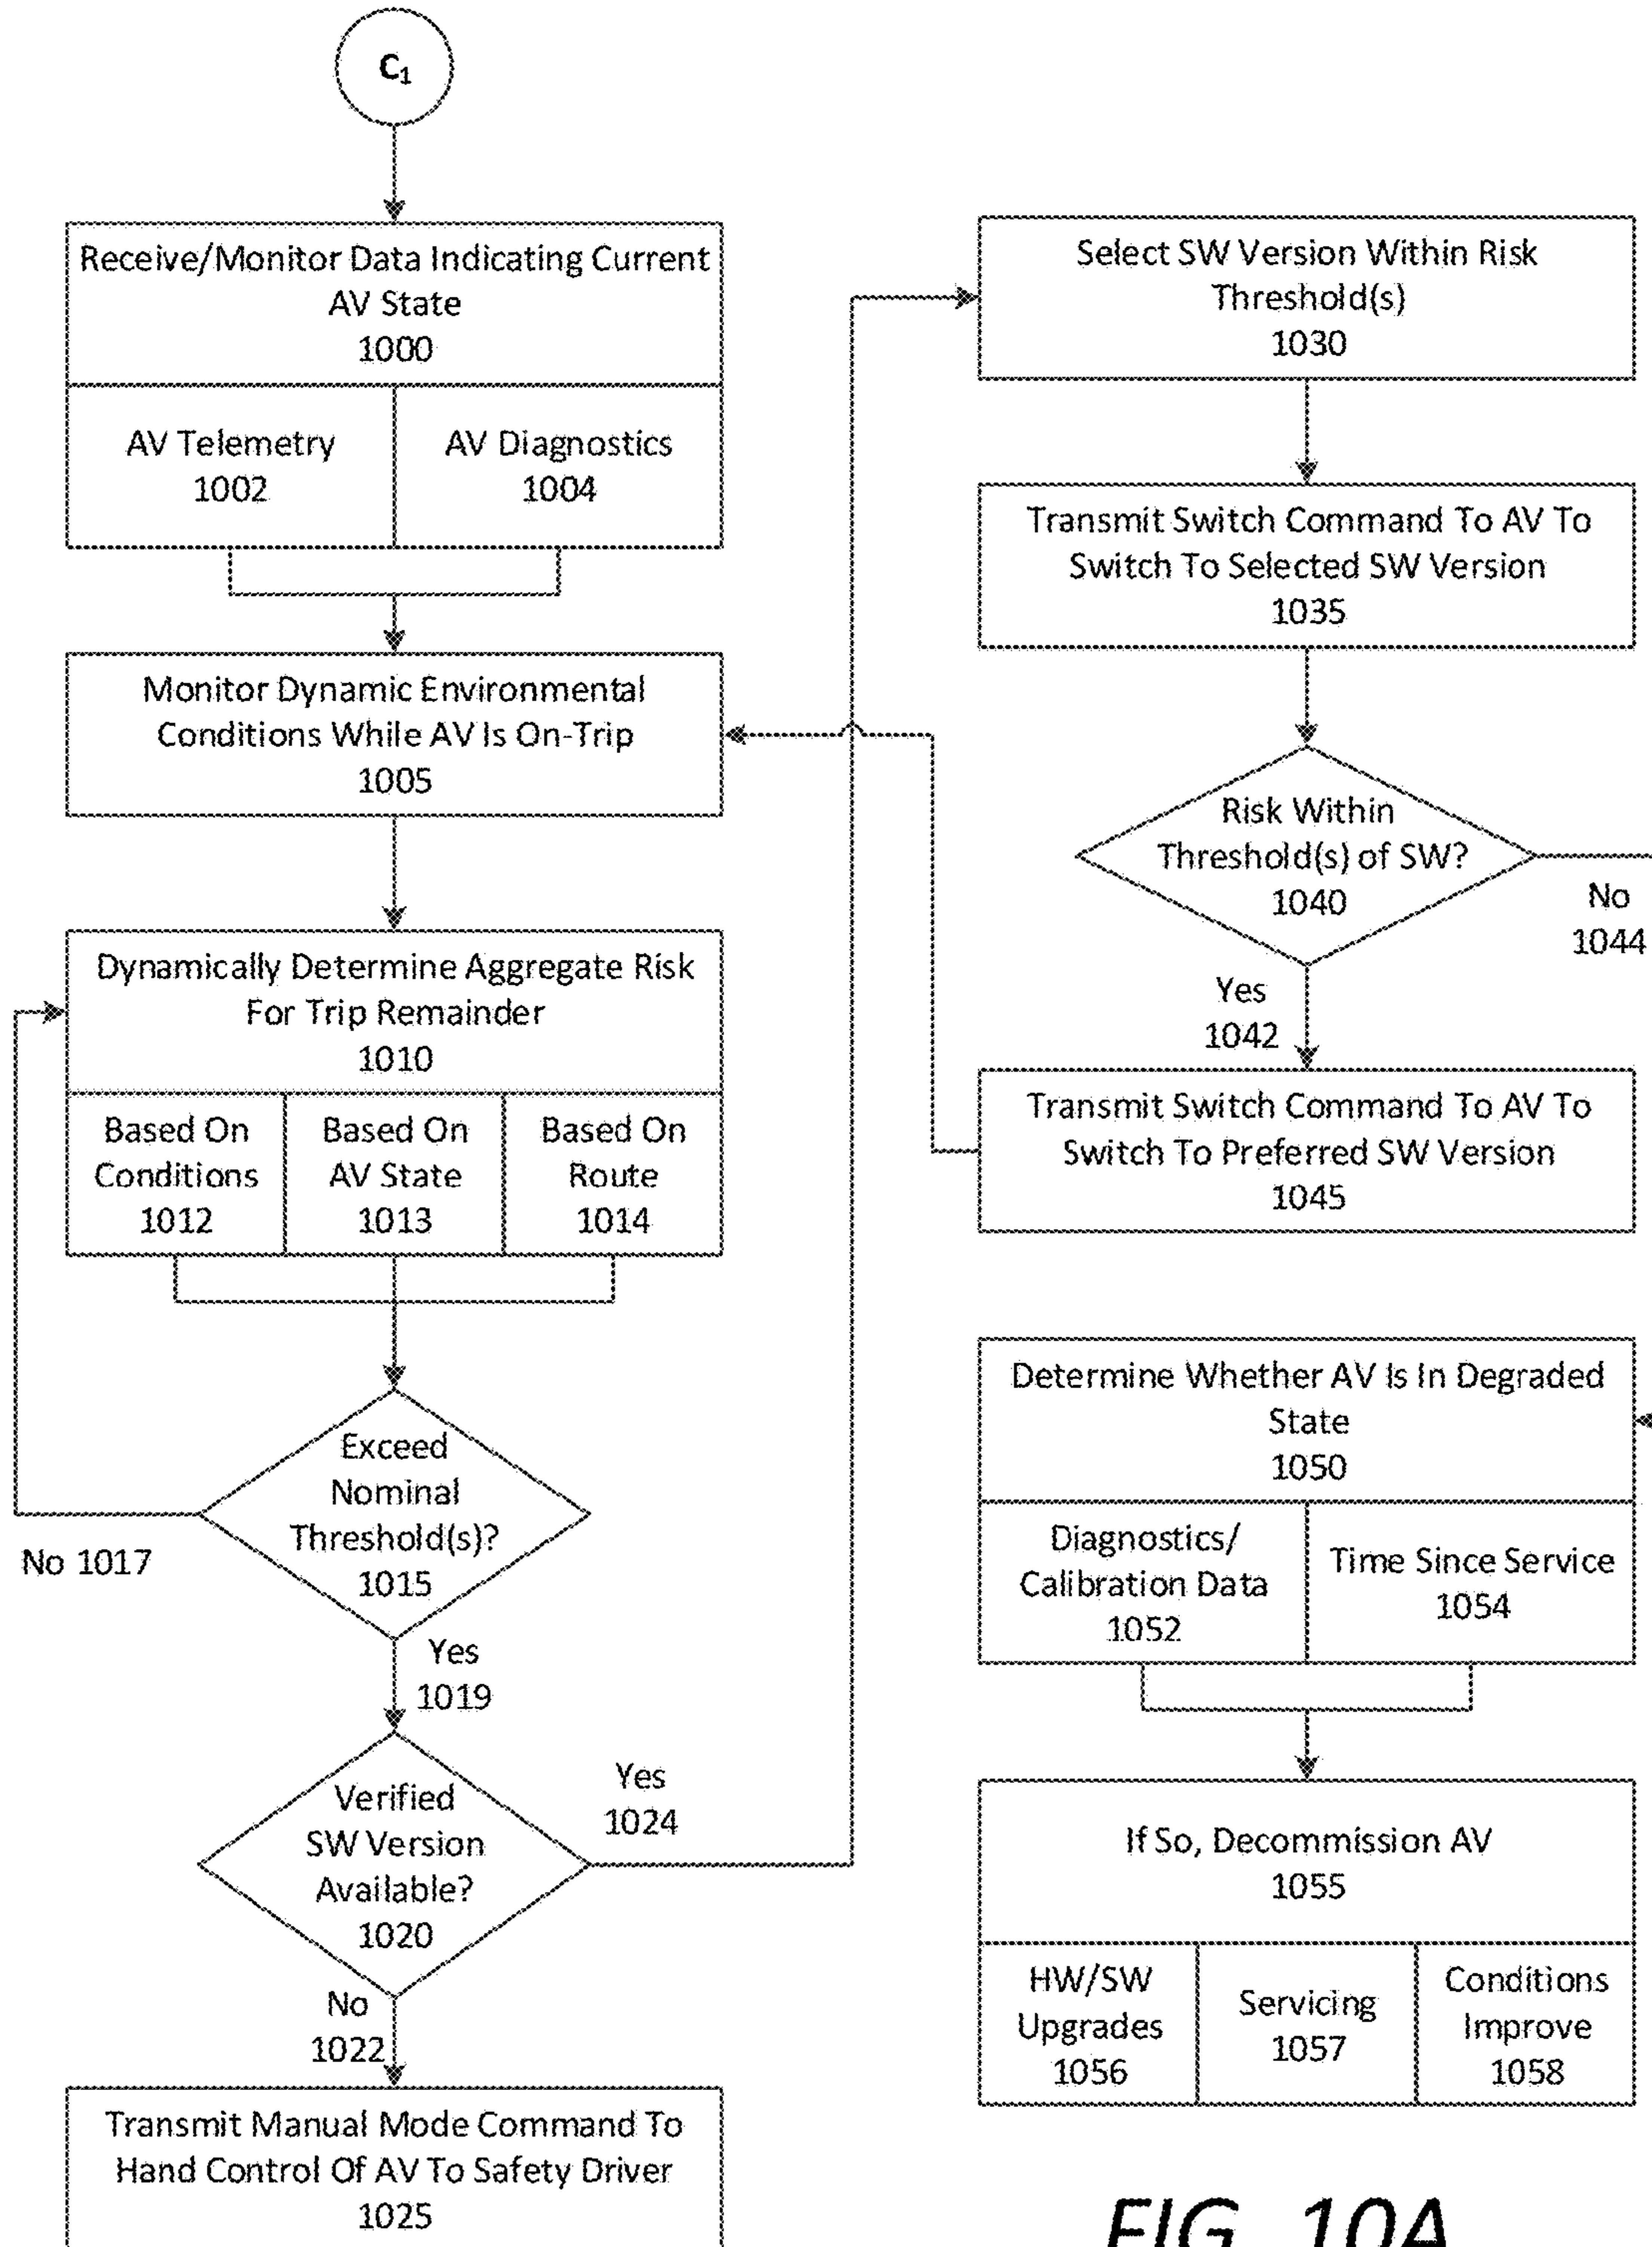 C1
Receive/Monitor Data Indicating Current
AV State
1000
AV Telemetry
1002
AV Diagnostics
1004
Monitor Dynamic Environmental
Conditions While AV Is On-Trip
1005
Dynamically Determine Aggregate Risk
For Trip Remainder
1010
Based On
Conditions
1012
Based On
AV State
1013
Based On
Route
1014
Exceed
Nominal
Threshold(s)?
1015
No 1017
Yes
1019
Verified
SW Version
Available?
1020
Yes
1024
No
1022
Transmit Manual Mode Command To
Hand Control Of AV To Safety Driver
1025
Select SW Version Within Risk
Threshold(s)
1030
Transmit Switch Command To AV To
Switch To Selected SW Version
1035
Risk Within
Threshold(s) of SW?
1040
No
1044
Yes
1042
Transmit Switch Command To AV To
Switch To Preferred SW Version
1045
Determine Whether AV Is In Degraded
State
1050
Diagnostics/
Calibration Data
1052
Time Since Service
1054
If So, Decommission AV
1055
HW/SW
Upgrades
1056
Servicing
1057
Conditions
Improve
1058
FIG. 10A